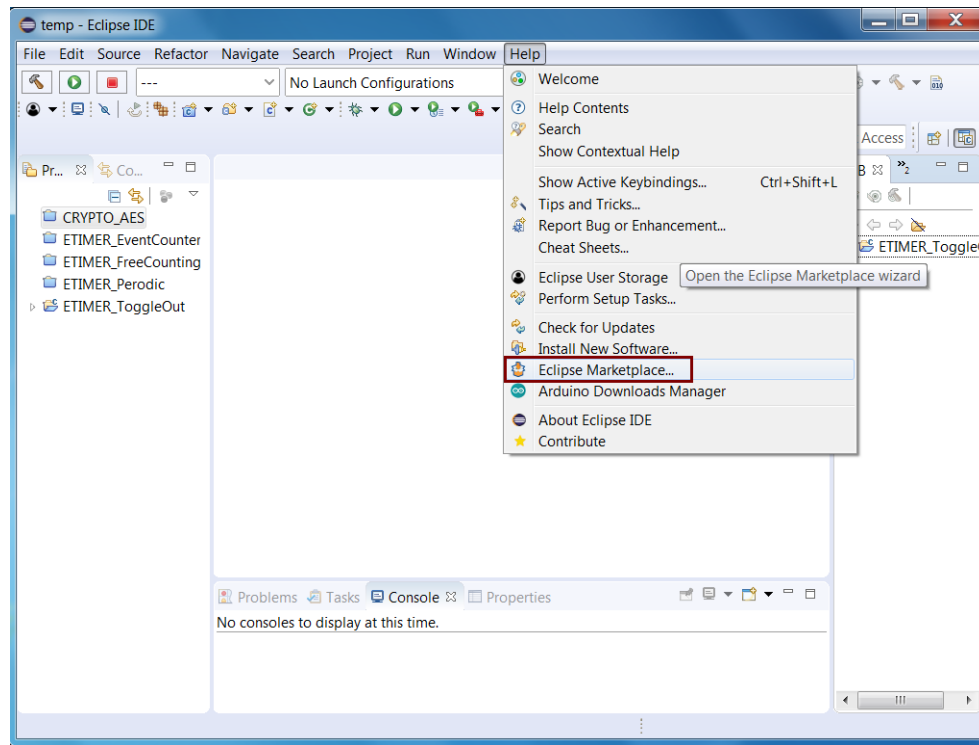 temp - Eclipse IDE
File Edit Source Refactor Navigate Search Project Run Window Help
--- No Launch Configurations
Access
Pr... Co...
CRYPTO_AES
ETIMER_EventCounter
ETIMER_FreeCounting
ETIMER_Perodic
ETIMER_ToggleOut
Welcome
Help Contents
Search
Show Contextual Help
Show Active Keybindings... Ctrl+Shift+L
Tips and Tricks...
Report Bug or Enhancement...
Cheat Sheets...
Eclipse User Storage
Perform Setup Tasks...
Check for Updates
Install New Software...
Eclipse Marketplace...
Arduino Downloads Manager
About Eclipse IDE
Contribute
Open the Eclipse Marketplace wizard
B »2
ETIMER_Toggle
Problems Tasks Console Properties
No consoles to display at this time.